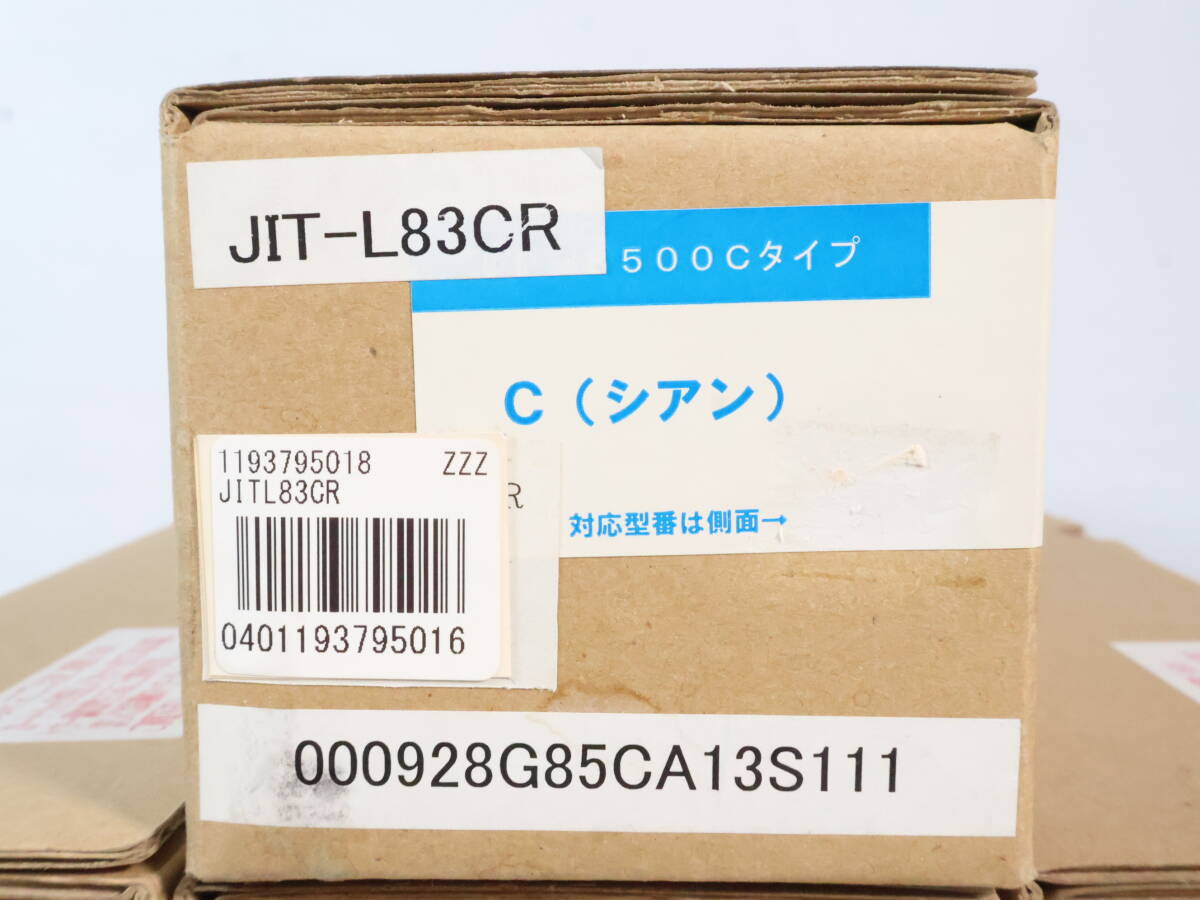 JIT-L83CR
500Cタイプ
C(シアン)
1193795018 ZZZ
JITL83CR
R
対応型番は側面→
0401193795016
000928G85CA13S111